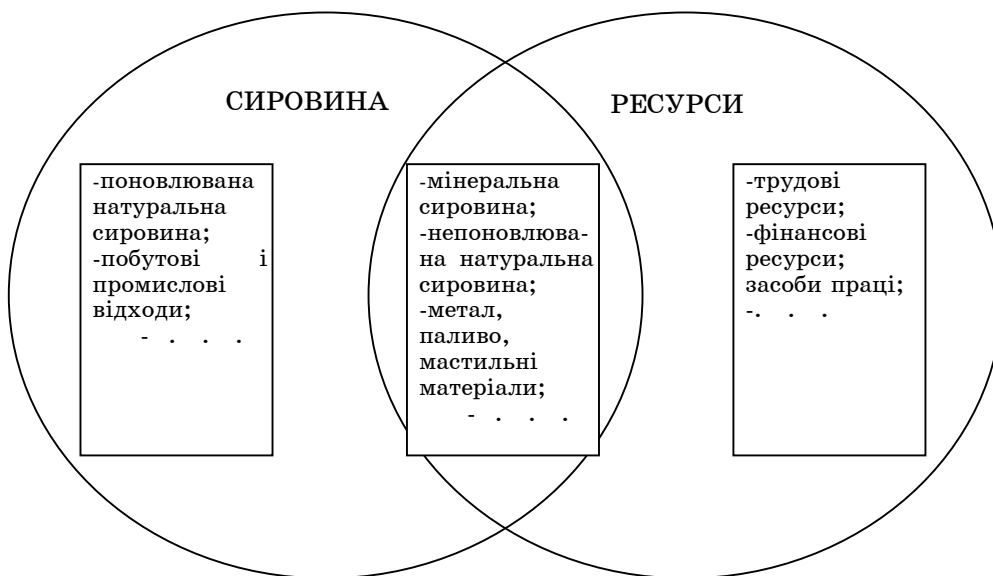 СИРОВИНА
РЕСУРСИ
-поновлювана
натуральна
сировина;
-побутові і
промислові
відходи;
- . . .
-мінеральна
сировина;
-непоновлюва-
на натуральна
сировина;
-метал,
паливо,
мастильні
матеріали;
- . . .
-трудові
ресурси;
-фінансові
ресурси;
засоби праці;
-. . .